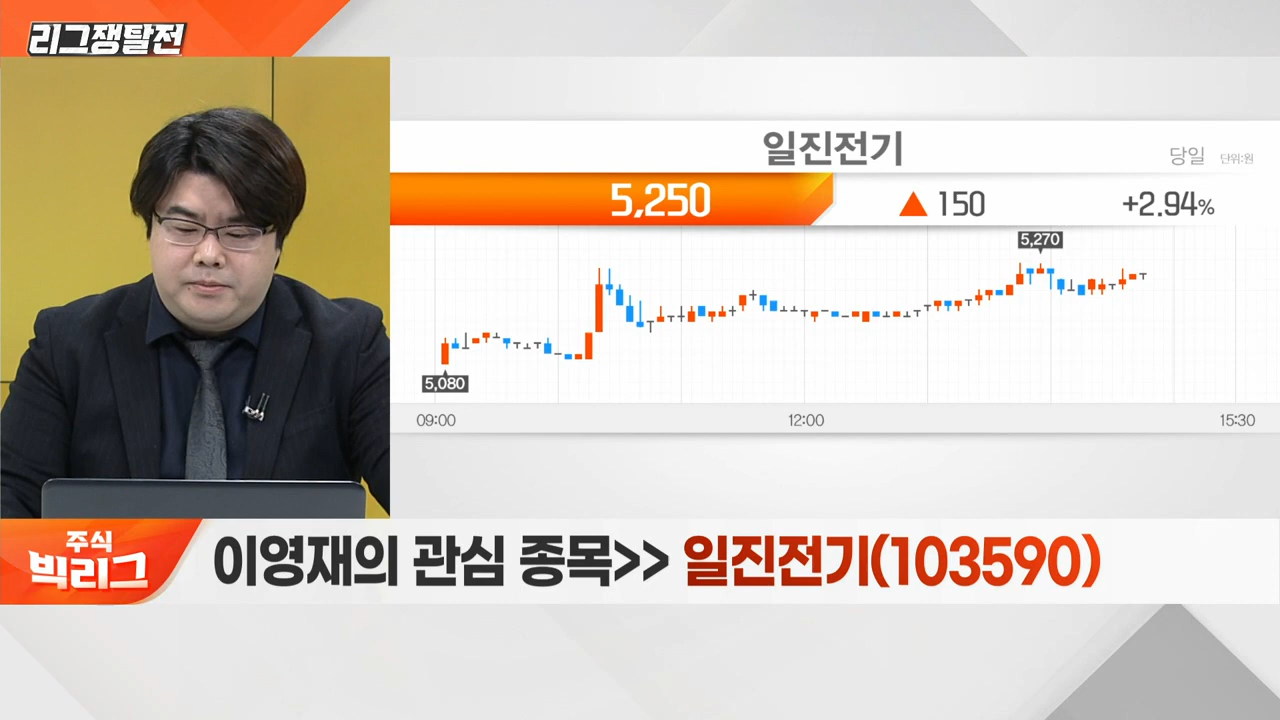 리그쟁탈전
일진전기
당일 단위:원
5,250 ▲ 150 +2.94%
5,270
5,080
09:00 12:00 15:30
주식
빅리그
이영재의 관심 종목>> 일진전기(103590)